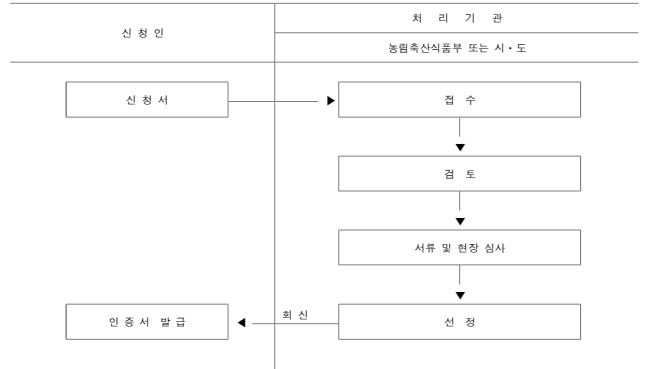 처 리 기 관
신 청 인
농림축산식품부 또는 시·도
신 청 서
접 수
검 토
서류 및 현장 심사
인 증 서 발 급
회 신
선 정